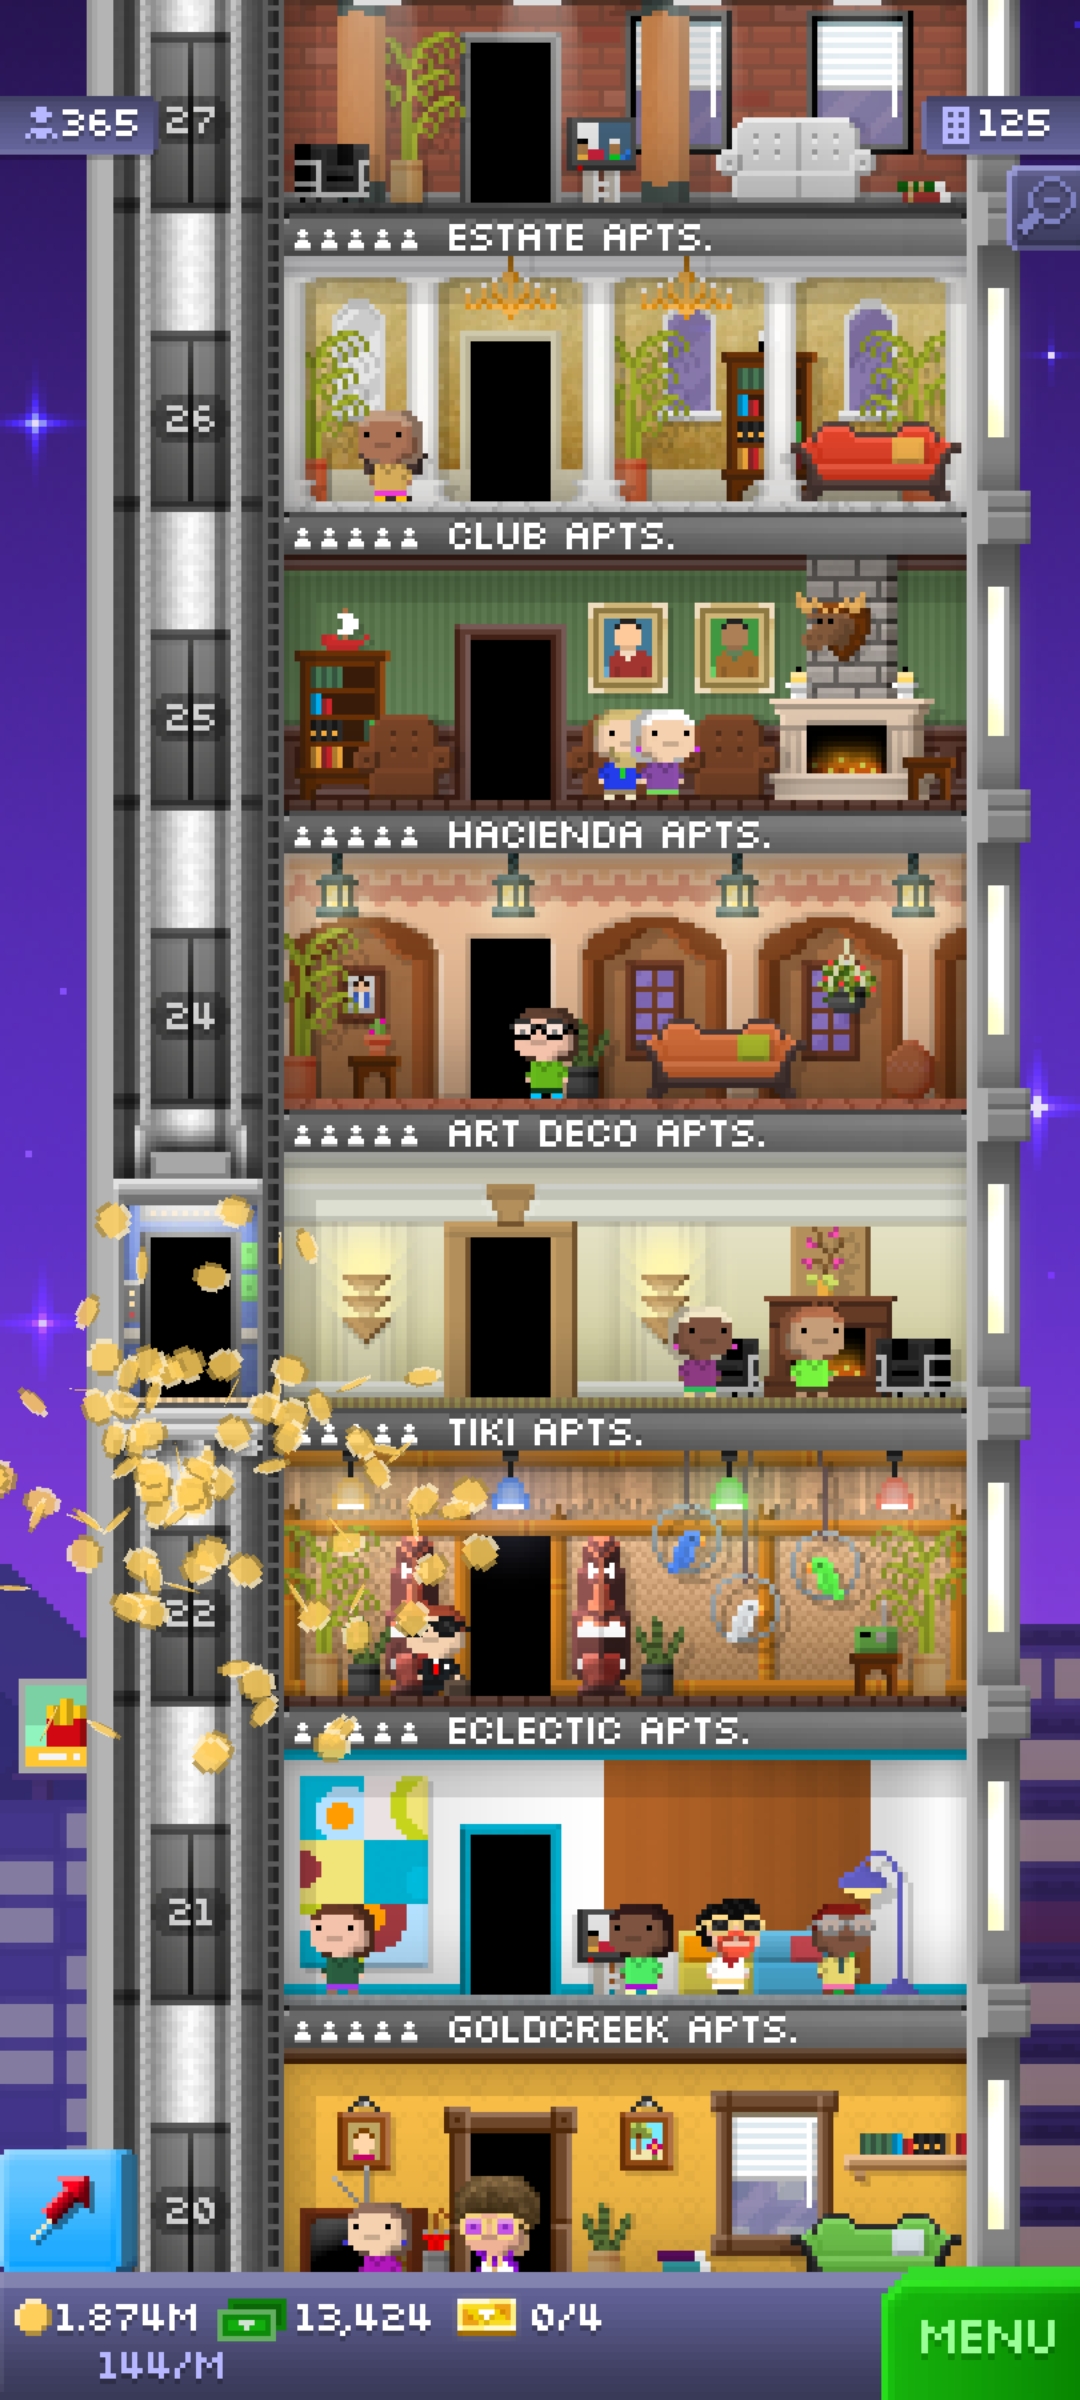 365
27
125
ESTATE APTS.
26
CLUB APTS.
25
HACIENDA APTS.
24
ART DECO APTS.
TIKI APTS.
22
ECLECTIC APTS.
21
GOLDCREEK APTS.
20
1.874M
13,424
0/4
144/M
MENU